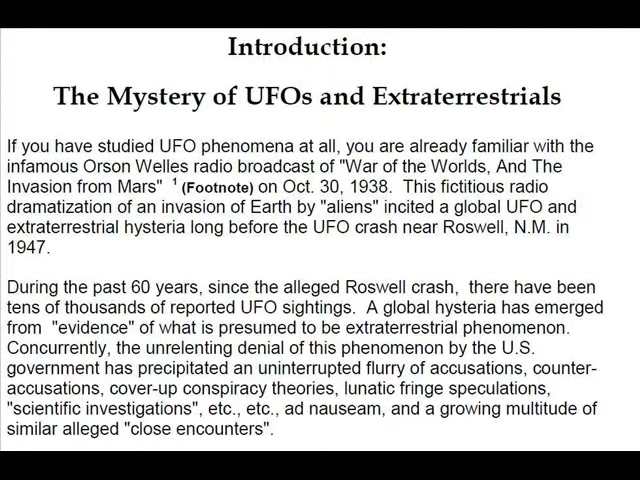 Introduction:
The Mystery of UFOs and Extraterrestrials
If you have studied UFO phenomena at all, you are already familiar with the
infamous Orson Welles radio broadcast of "War of the Worlds, And The
Invasion from Mars" 1 (Footnote) on Oct. 30, 1938. This fictitious radio
dramatization of an invasion of Earth by "aliens" incited a global UFO and
extraterrestrial hysteria long before the UFO crash near Roswell, N.M. in
1947.
During the past 60 years, since the alleged Roswell crash, there have been
tens of thousands of reported UFO sightings. A global hysteria has emerged
from "evidence" of what is presumed to be extraterrestrial phenomenon.
Concurrently, the unrelenting denial of this phenomenon by the U.S.
government has precipitated an uninterrupted flurry of accusations, counter-
accusations, cover-up conspiracy theories, lunatic fringe speculations,
"scientific investigations", etc., etc., ad nauseam, and a growing multitude of
similar alleged "close encounters".